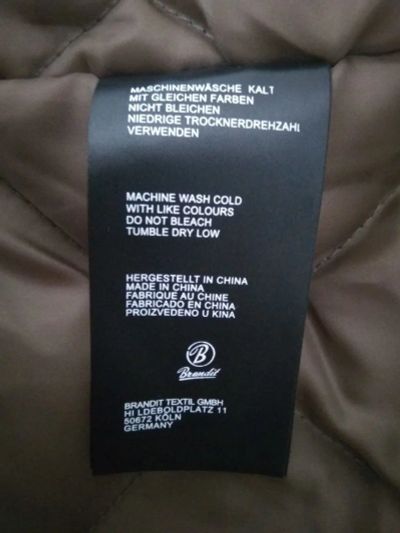 MASCHINENWÄSCHE KALT
MIT GLEICHEN FARBEN
NICHT BLEICHEN
NIEDRIGE TROCKNERDREHZAHL
VERWENDEN
MACHINE WASH COLD
WITH LIKE COLOURS
DO NOT BLEACH
TUMBLE DRY LOW
HERGESTELLT IN CHINA
MADE IN CHINA
FABRIQUE AU CHINE
FABRICADO EN CHINA
PROIZVEDENO U KINA
B
Brandit
BRANDIT TEXTIL GMBH
HI LDEBOLDPLATZ 11
50672 KÖLN
GERMANY